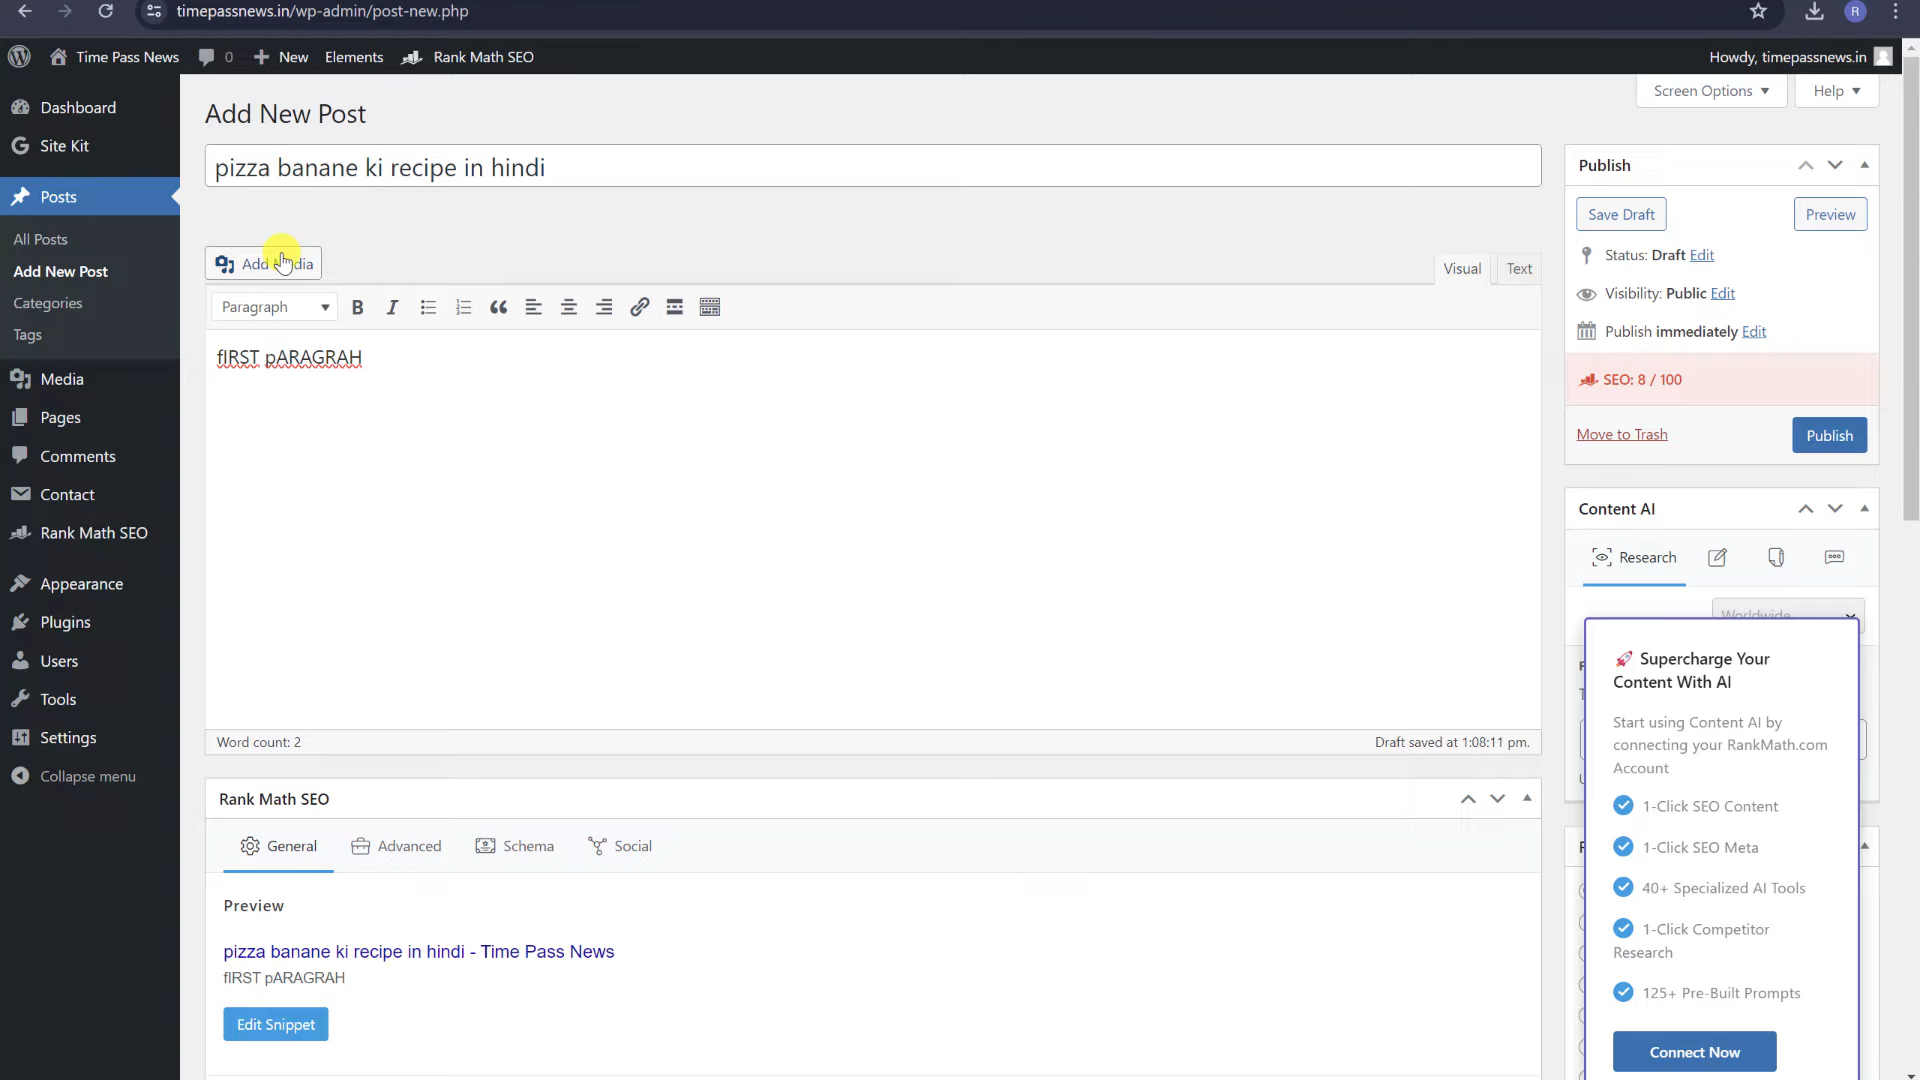 timepassnews.in/wp-admin/post-new.php
R
Time Pass News
0
New
Elements
Rank Math SEO
Howdy, timepassnews.in
Dashboard
Site Kit
Posts
All Posts
Add New Post
Categories
Tags
Media
Pages
Comments
Contact
Rank Math SEO
Appearance
Plugins
Users
Tools
Settings
Collapse menu
Screen Options
Help
Add New Post
pizza banane ki recipe in hindi
Add Media
Visual
Text
Paragraph
B
I
fIRST pARAGRAH
Word count: 2
Draft saved at 1:08:11 pm.
Rank Math SEO
General
Advanced
Schema
Social
Preview
pizza banane ki recipe in hindi - Time Pass News
fIRST pARAGRAH
Edit Snippet
Publish
Save Draft
Preview
Status: Draft Edit
Visibility: Public Edit
Publish immediately Edit
SEO: 8 / 100
Move to Trash
Publish
Content AI
Research
Worldwide
🚀 Supercharge Your
Content With AI
Start using Content AI by
connecting your RankMath.com
Account
1-Click SEO Content
1-Click SEO Meta
40+ Specialized AI Tools
1-Click Competitor
Research
125+ Pre-Built Prompts
Connect Now